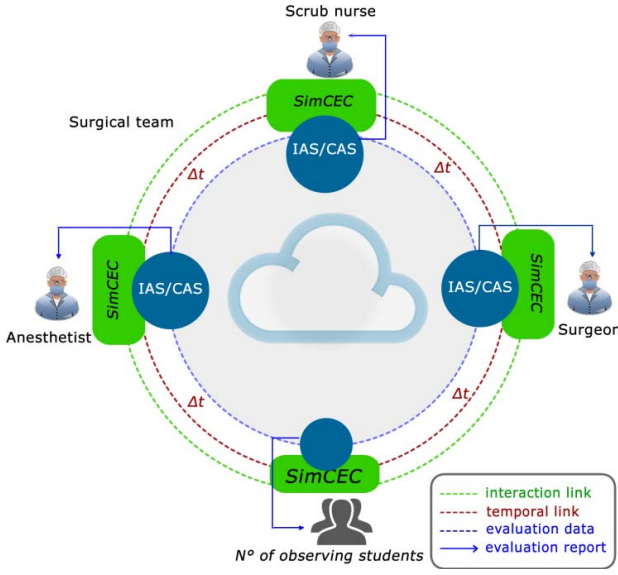 Scrub nurse
SimCEC
Surgical team
IAS/CAS
Δt
Δt
SimCEC
IAS/CAS
IAS/CAS
SimCEC
Anesthetist
Surgeon
Δt
Δt
SimCEC
N° of observing students
interaction link
temporal link
evaluation data
evaluation report